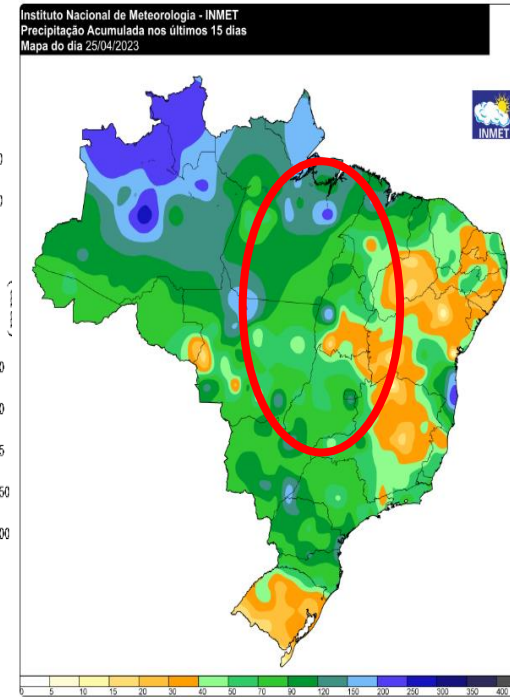 Instituto Nacional de Meteorologia - INMET
Precipitação Acumulada nos últimos 15 dias
Mapa do dia 25/04/2023
INMET
0 5 10 15 20 30 40 50 70 90 120 150 200 250 300 350 400